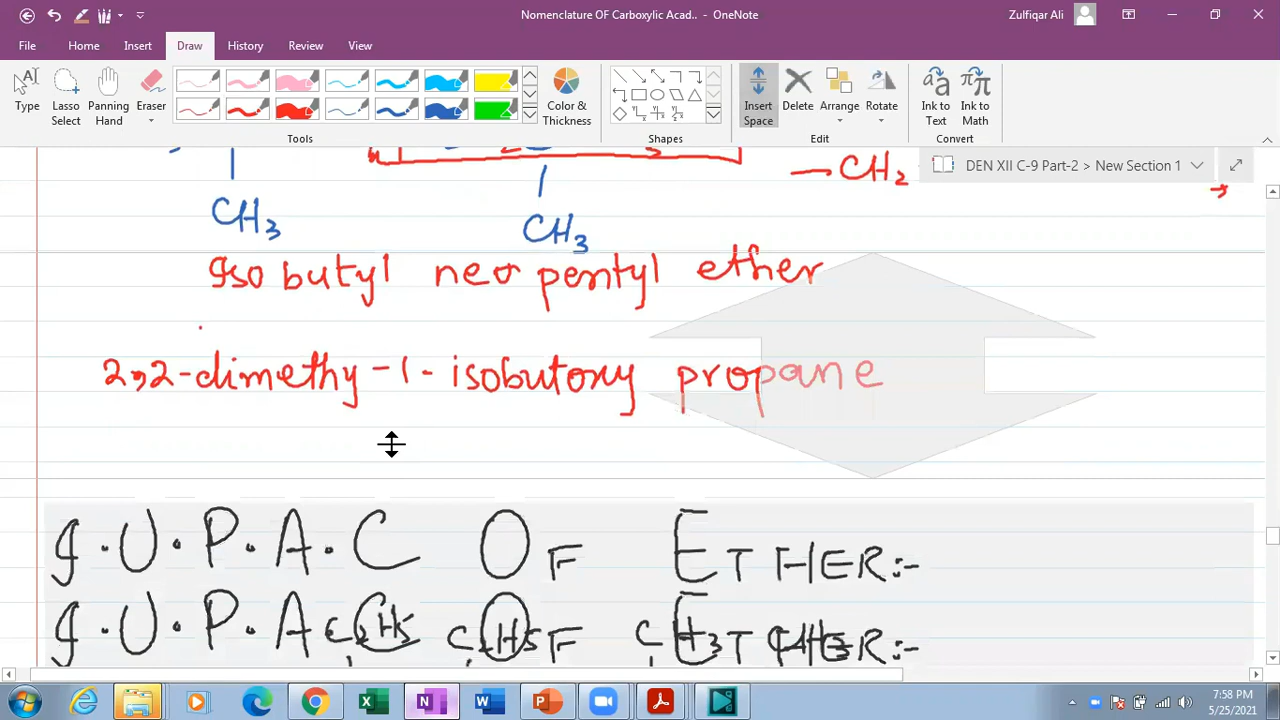 Nomenclature OF Carboxylic Acad.. - OneNote
Zulfiqar Ali
File Home Insert Draw History Review View
Type Lasso Select Panning Hand Eraser Color & Thickness Insert Space Delete Arrange Rotate Ink to Text Ink to Math
Tools Shapes Edit Convert
DEN XII C-9 Part-2 > New Section 1
CH2
CH3 CH3
Iso butyl neo pentyl ether
2,2-dimethy-1-isobutoxy propane
I.U.P.A.C OF ETHER:-
I.U.P.A
7:58 PM
5/25/2021